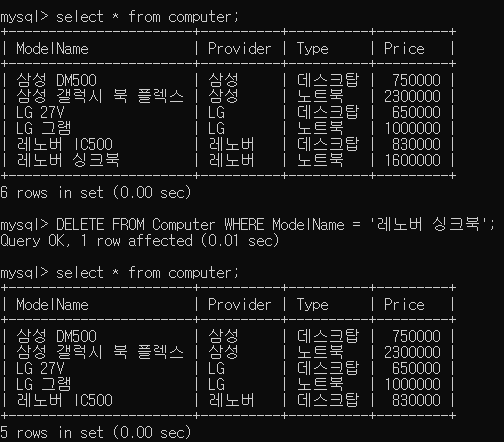 mysql> select * from computer;
+----------------------+----------+----------+---------+
| ModelName            | Provider | Type     | Price   |
+----------------------+----------+----------+---------+
| 삼성 DM500           | 삼성     | 데스크탑 |  750000 |
| 삼성 갤럭시 북 플렉스 | 삼성     | 노트북   | 2300000 |
| LG 27V               | LG       | 데스크탑 |  650000 |
| LG 그램              | LG       | 노트북   | 1000000 |
| 레노버 IC500         | 레노버   | 데스크탑 |  830000 |
| 레노버 싱크북        | 레노버   | 노트북   | 1600000 |
+----------------------+----------+----------+---------+
6 rows in set (0.00 sec)
mysql> DELETE FROM Computer WHERE ModelName = '레노버 싱크북';
Query OK, 1 row affected (0.01 sec)
mysql> select * from computer;
+----------------------+----------+----------+---------+
| ModelName            | Provider | Type     | Price   |
+----------------------+----------+----------+---------+
| 삼성 DM500           | 삼성     | 데스크탑 |  750000 |
| 삼성 갤럭시 북 플렉스 | 삼성     | 노트북   | 2300000 |
| LG 27V               | LG       | 데스크탑 |  650000 |
| LG 그램              | LG       | 노트북   | 1000000 |
| 레노버 IC500         | 레노버   | 데스크탑 |  830000 |
+----------------------+----------+----------+---------+
5 rows in set (0.00 sec)